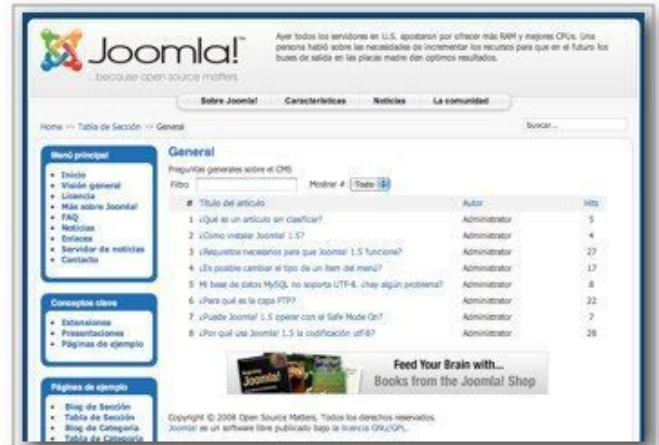 Joomla!™
...because open source matters
Ayer todos los servidores en U.S. apostaron por ofrecer más RAM y mejores CPUs. Una
persona habló sobre las necesidades de incrementar los recursos para que en el futuro los
buses de salida en las placas madre den optimos resultados.
Sobre Joomla! Características Noticias La comunidad
Home >> Tabla de Sección >> General
buscar...
Menú principal
Inicio
Visión general
Licencia
Más sobre Joomla!
FAQ
Noticias
Enlaces
Servidor de noticias
Contacto
Conceptos clave
Extensiones
Presentaciones
Páginas de ejemplo
Páginas de ejemplo
Blog de Sección
Tabla de Sección
Blog de Categoría
Tabla de Categoría
General
Preguntas generales sobre el CMS
Filtro Mostrar # Todo
# Título del artículo Autor Hits
1 ¿Qué es un artículo sin clasificar? Administrator 5
2 ¿Cómo instalar Joomla! 1.5? Administrator 4
3 ¿Requisitos necesarios para que Joomla! 1.5 funcione? Administrator 27
4 ¿Es posible cambiar el tipo de un ítem del menú? Administrator 17
5 Mi base de datos MySQL no soporta UTF-8. ¿hay algún problema? Administrator 8
6 ¿Para qué es la capa FTP? Administrator 22
7 ¿Puede Joomla! 1.5 operar con el Safe Mode On? Administrator 7
8 ¿Por qué usa Joomla! 1.5 la codificación utf-8? Administrator 28
Joomla!
Feed Your Brain with...
Books from the Joomla! Shop
Copyright © 2008 Open Source Matters. Todos los derechos reservados.
Joomla! es un software libre publicado bajo la licencia GNU/GPL.